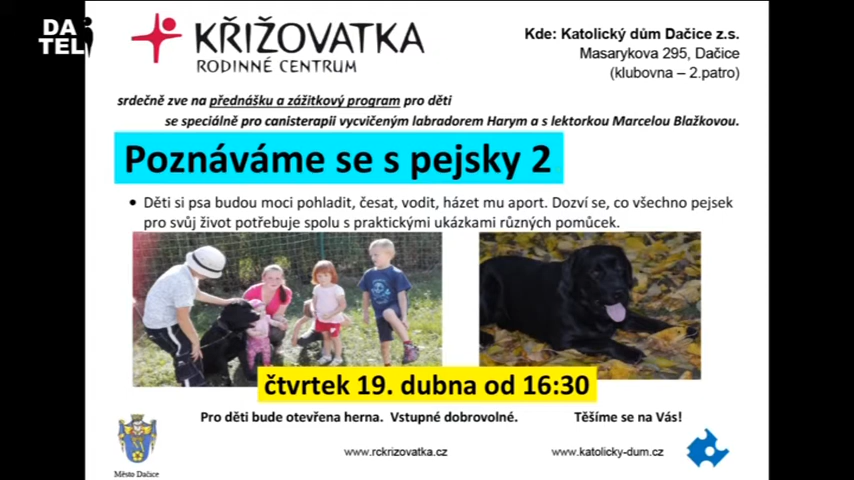 DA
TEL
KŘIŽOVATKA
RODINNÉ CENTRUM
Kde: Katolický dům Dačice z.s.
Masarykova 295, Dačice
(klubovna – 2.patro)
srdečně zve na přednášku a zážitkový program pro děti
se speciálně pro canisterapii vycvičeným labradorem Harym a s lektorkou Marcelou Blažkovou.
Poznáváme se s pejsky 2
• Děti si psa budou moci pohladit, česat, vodit, házet mu aport. Dozví se, co všechno pejsek
pro svůj život potřebuje spolu s praktickými ukázkami různých pomůcek.
čtvrtek 19. dubna od 16:30
Pro děti bude otevřena herna. Vstupné dobrovolné. Těšíme se na Vás!
www.rckrizovatka.cz
www.katolicky-dum.cz
Město Dačice